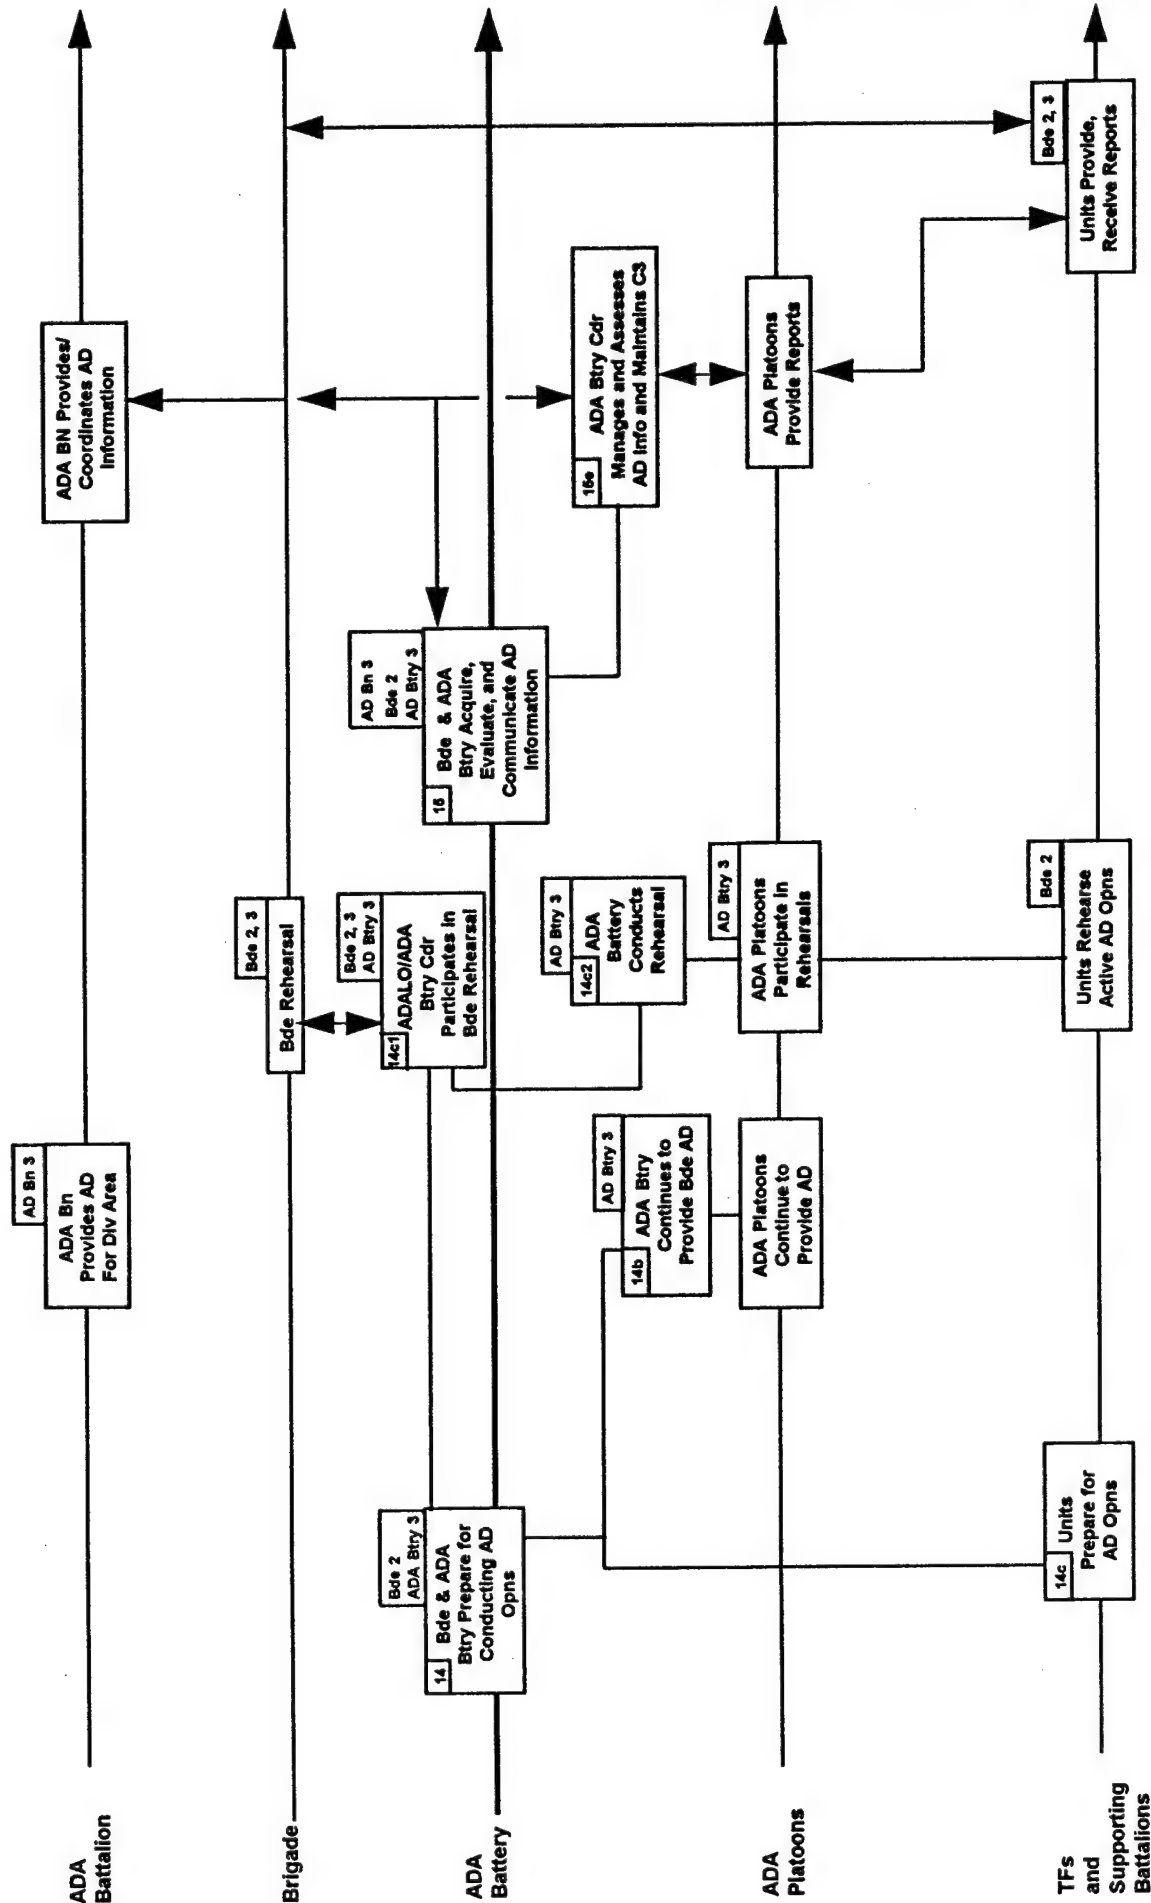 ADA
Battalion
AD Bn 3
ADA Bn
Provides AD
For Div Area
ADA BN Provides/
Coordinates AD
Information
Brigade
Bde 2, 3
Bde Rehearsal
ADA
Battery
Bde 2
ADA Btry 3
14
Bde & ADA
Btry Prepare for
Conducting AD
Opns
Bde 2, 3
AD Btry 3
14c1
ADALO/ADA
Btry Cdr
Participates in
Bde Rehearsal
AD Bn 3
Bde 2
AD Btry 3
15
Bde & ADA
Btry Acquire,
Evaluate, and
Communicate AD
Information
AD Btry 3
14b
ADA Btry
Continues to
Provide Bde AD
AD Btry 3
14c2
ADA
Battery
Conducts
Rehearsal
15e
ADA Btry Cdr
Manages and Assesses
AD Info and Maintains C3
ADA
Platoons
ADA Platoons
Continue to
Provide AD
AD Btry 3
ADA Platoons
Participate in
Rehearsals
ADA Platoons
Provide Reports
TFs
and
Supporting
Battalions
14c
Units
Prepare for
AD Opns
Bde 2
Units Rehearse
Active AD Opns
Bde 2, 3
Units Provide,
Receive Reports